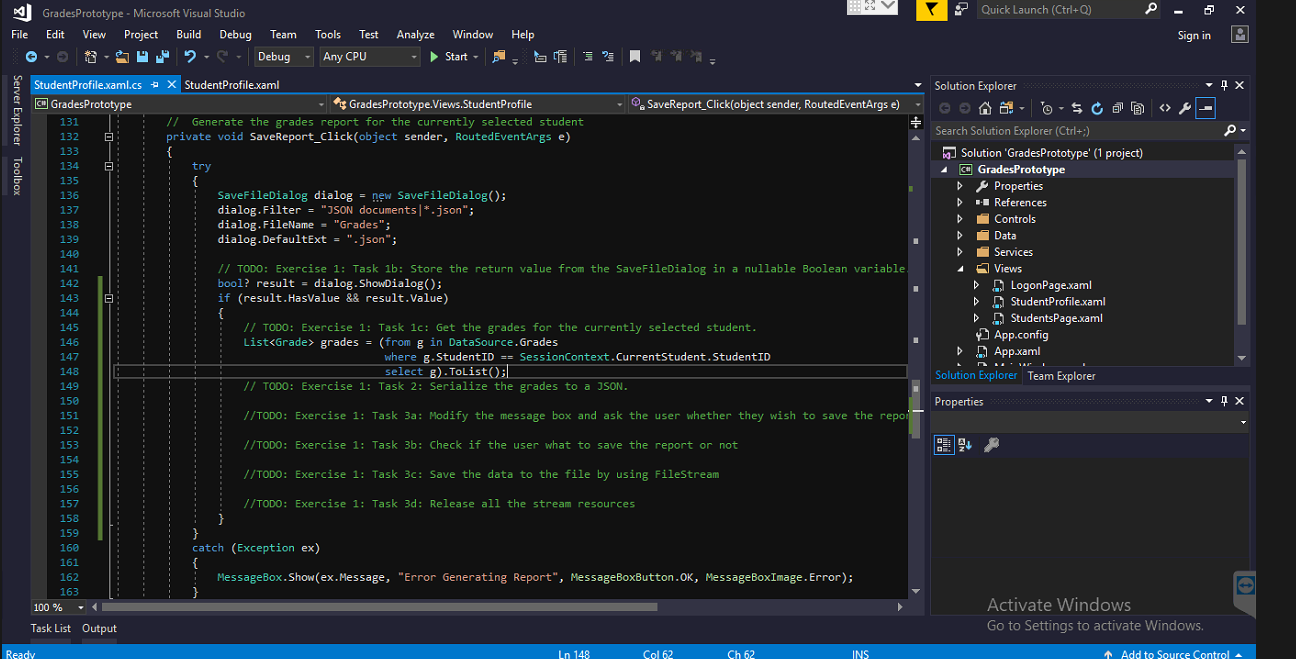 GradesPrototype - Microsoft Visual Studio
Quick Launch (Ctrl+Q)
File Edit View Project Build Debug Team Tools Test Analyze Window Help
Sign in
Debug Any CPU Start
Server Explorer
Toolbox
StudentProfile.xaml.cs StudentProfile.xaml
C# GradesPrototype GradesPrototype.Views.StudentProfile SaveReport_Click(object sender, RoutedEventArgs e)
131 // Generate the grades report for the currently selected student
132 private void SaveReport_Click(object sender, RoutedEventArgs e)
133 {
134 try
135 {
136 SaveFileDialog dialog = new SaveFileDialog();
137 dialog.Filter = "JSON documents|*.json";
138 dialog.FileName = "Grades";
139 dialog.DefaultExt = ".json";
140
141 // TODO: Exercise 1: Task 1b: Store the return value from the SaveFileDialog in a nullable Boolean variable.
142 bool? result = dialog.ShowDialog();
143 if (result.HasValue && result.Value)
144 {
145 // TODO: Exercise 1: Task 1c: Get the grades for the currently selected student.
146 List<Grade> grades = (from g in DataSource.Grades
147 where g.StudentID == SessionContext.CurrentStudent.StudentID
148 select g).ToList();
149 // TODO: Exercise 1: Task 2: Serialize the grades to a JSON.
150
151 //TODO: Exercise 1: Task 3a: Modify the message box and ask the user whether they wish to save the repor
152
153 //TODO: Exercise 1: Task 3b: Check if the user what to save the report or not
154
155 //TODO: Exercise 1: Task 3c: Save the data to the file by using FileStream
156
157 //TODO: Exercise 1: Task 3d: Release all the stream resources
158 }
159 }
160 catch (Exception ex)
161 {
162 MessageBox.Show(ex.Message, "Error Generating Report", MessageBoxButton.OK, MessageBoxImage.Error);
163 }
100 %
Task List Output
Solution Explorer
Search Solution Explorer (Ctrl+;)
Solution 'GradesPrototype' (1 project)
C# GradesPrototype
Properties
References
Controls
Data
Services
Views
LogonPage.xaml
StudentProfile.xaml
StudentsPage.xaml
App.config
App.xaml
Solution Explorer Team Explorer
Properties
Activate Windows
Go to Settings to activate Windows.
Ready Ln 148 Col 62 Ch 62 INS Add to Source Control